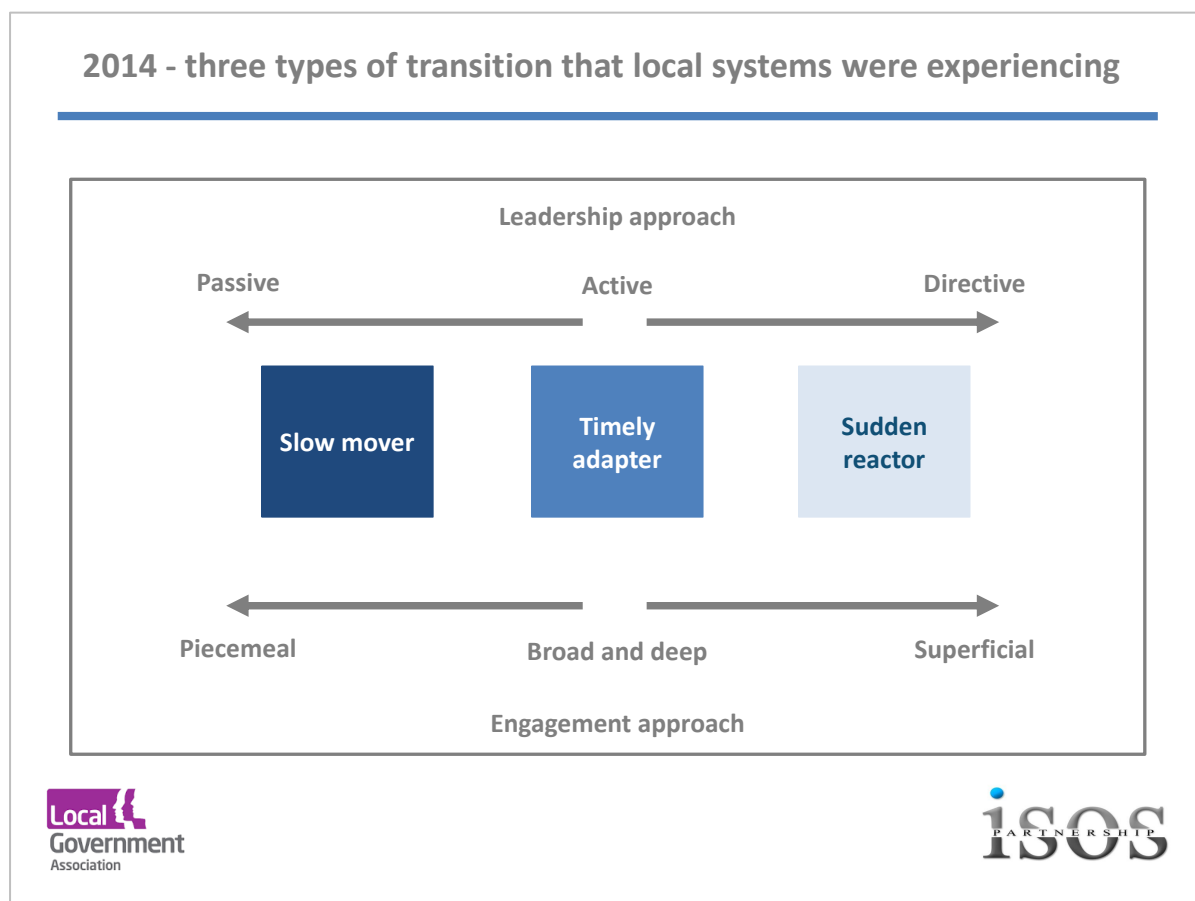 2014 - three types of transition that local systems were experiencing
Leadership approach
Passive
Active
Directive
Slow mover
Timely
adapter
Sudden
reactor
Piecemeal
Broad and deep
Superficial
Engagement approach
Local
Government
Association
isos
PARTNERSHIP